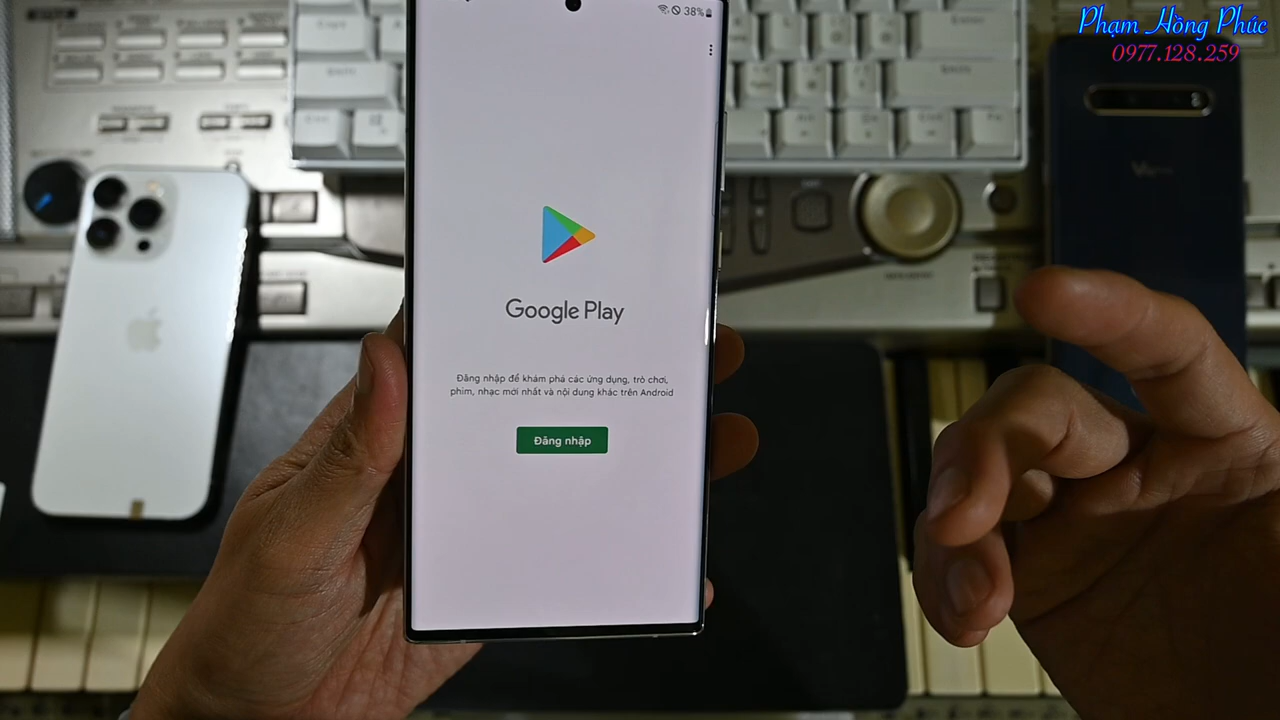 Phạm Hồng Phúc
0977.128.259
38%
Google Play
Đăng nhập để khám phá các ứng dụng, trò chơi,
phim, nhạc mới nhất và nội dung khác trên Android
Đăng nhập